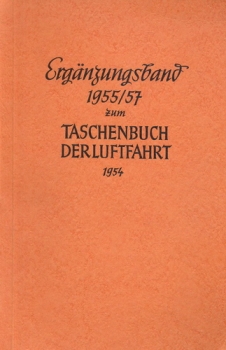 Ergänzungsband
1955/57
zum
TASCHENBUCH
DER LUFTFAHRT
1954